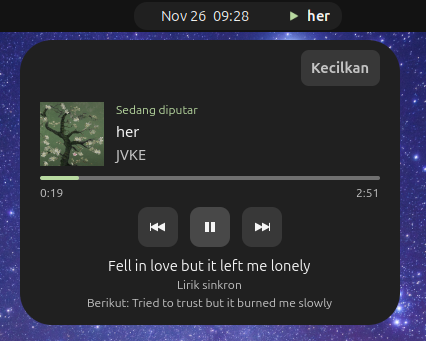 Nov 26 09:28
her
Kecilkan
Sedang diputar
her
JVKE
0:19
2:51
Fell in love but it left me lonely
Lirik sinkron
Berikut: Tried to trust but it burned me slowly